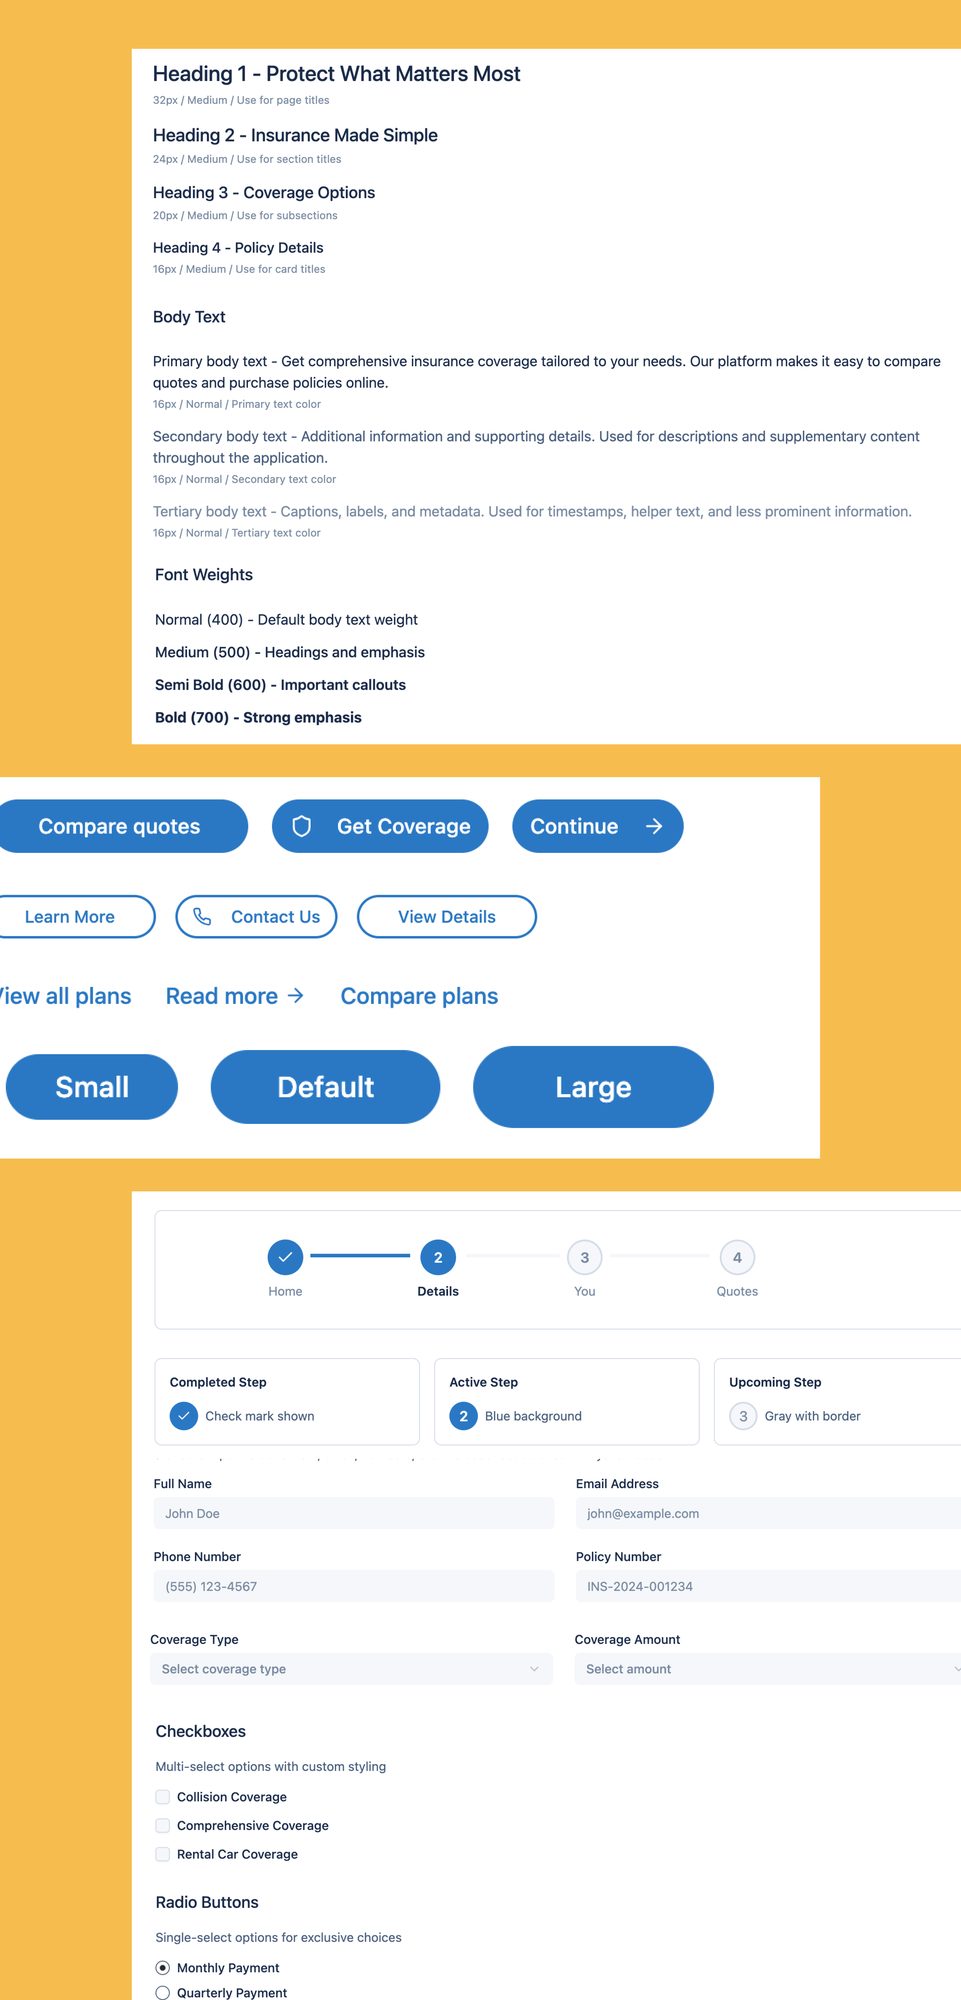 Heading 1 - Protect What Matters Most
32px / Medium / Use for page titles
Heading 2 - Insurance Made Simple
24px / Medium / Use for section titles
Heading 3 - Coverage Options
20px / Medium / Use for subsections
Heading 4 - Policy Details
16px / Medium / Use for card titles
Body Text
Primary body text - Get comprehensive insurance coverage tailored to your needs. Our platform makes it easy to compare
quotes and purchase policies online.
16px / Normal / Primary text color
Secondary body text - Additional information and supporting details. Used for descriptions and supplementary content
throughout the application.
16px / Normal / Secondary text color
Tertiary body text - Captions, labels, and metadata. Used for timestamps, helper text, and less prominent information.
16px / Normal / Tertiary text color
Font Weights
Normal (400) - Default body text weight
Medium (500) - Headings and emphasis
Semi Bold (600) - Important callouts
Bold (700) - Strong emphasis
Compare quotes Get Coverage Continue →
Learn More Contact Us View Details
View all plans Read more → Compare plans
Small Default Large
2 3 4
Home Details You Quotes
Completed Step Active Step Upcoming Step
Check mark shown 2 Blue background 3 Gray with border
Full Name Email Address
John Doe john@example.com
Phone Number Policy Number
(555) 123-4567 INS-2024-001234
Coverage Type Coverage Amount
Select coverage type Select amount
Checkboxes
Multi-select options with custom styling
Collision Coverage
Comprehensive Coverage
Rental Car Coverage
Radio Buttons
Single-select options for exclusive choices
Monthly Payment
Quarterly Payment